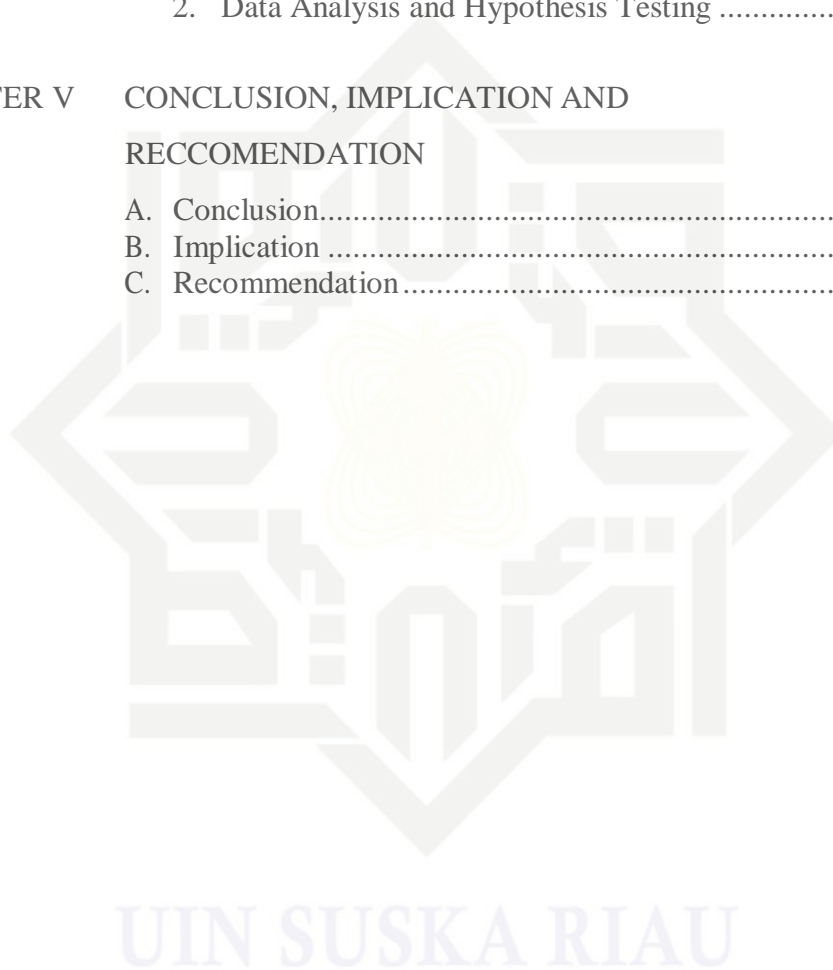 2. Data Analysis and Hypothesis Testing ..............
TER V CONCLUSION, IMPLICATION AND
RECCOMENDATION
A. Conclusion..............................................................
B. Implication .............................................................
C. Recommendation....................................................
UIN SUSKA RIAU